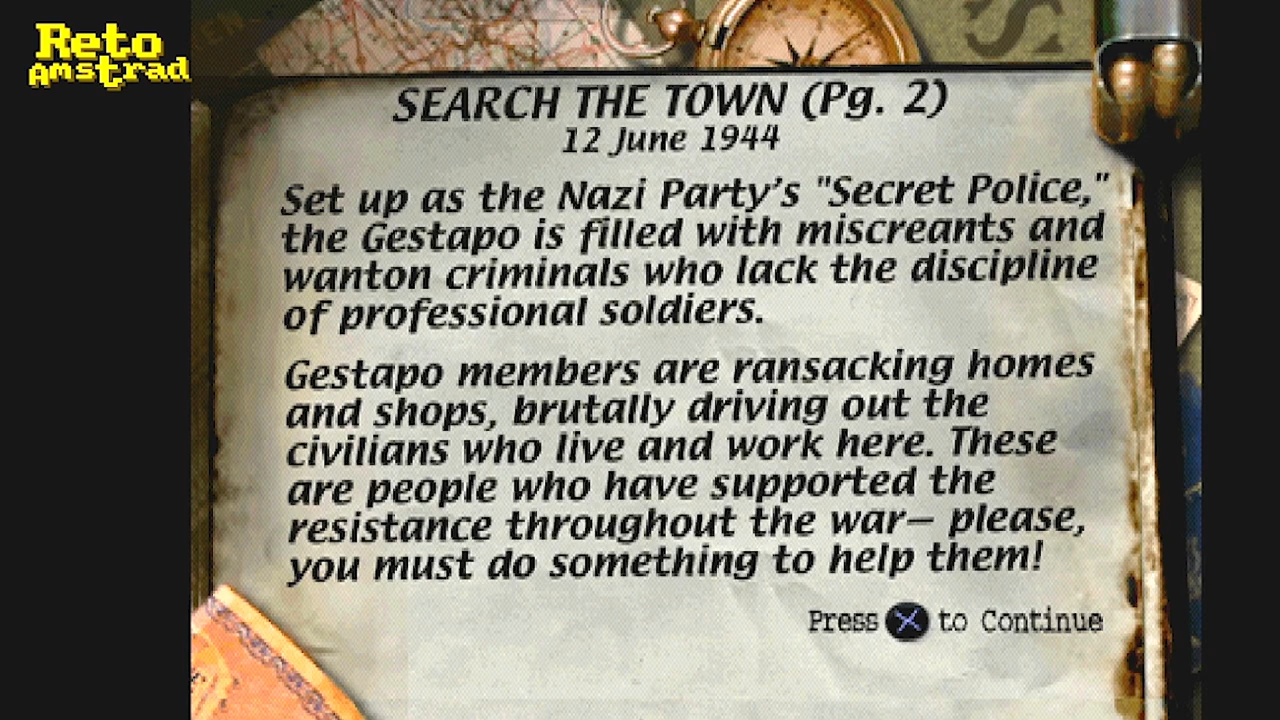 Reto
Amstrad
SEARCH THE TOWN (Pg. 2)
12 June 1944
Set up as the Nazi Party's "Secret Police,"
the Gestapo is filled with miscreants and
wanton criminals who lack the discipline
of professional soldiers.
Gestapo members are ransacking homes
and shops, brutally driving out the
civilians who live and work here. These
are people who have supported the
resistance throughout the war— please,
you must do something to help them!
Press to Continue